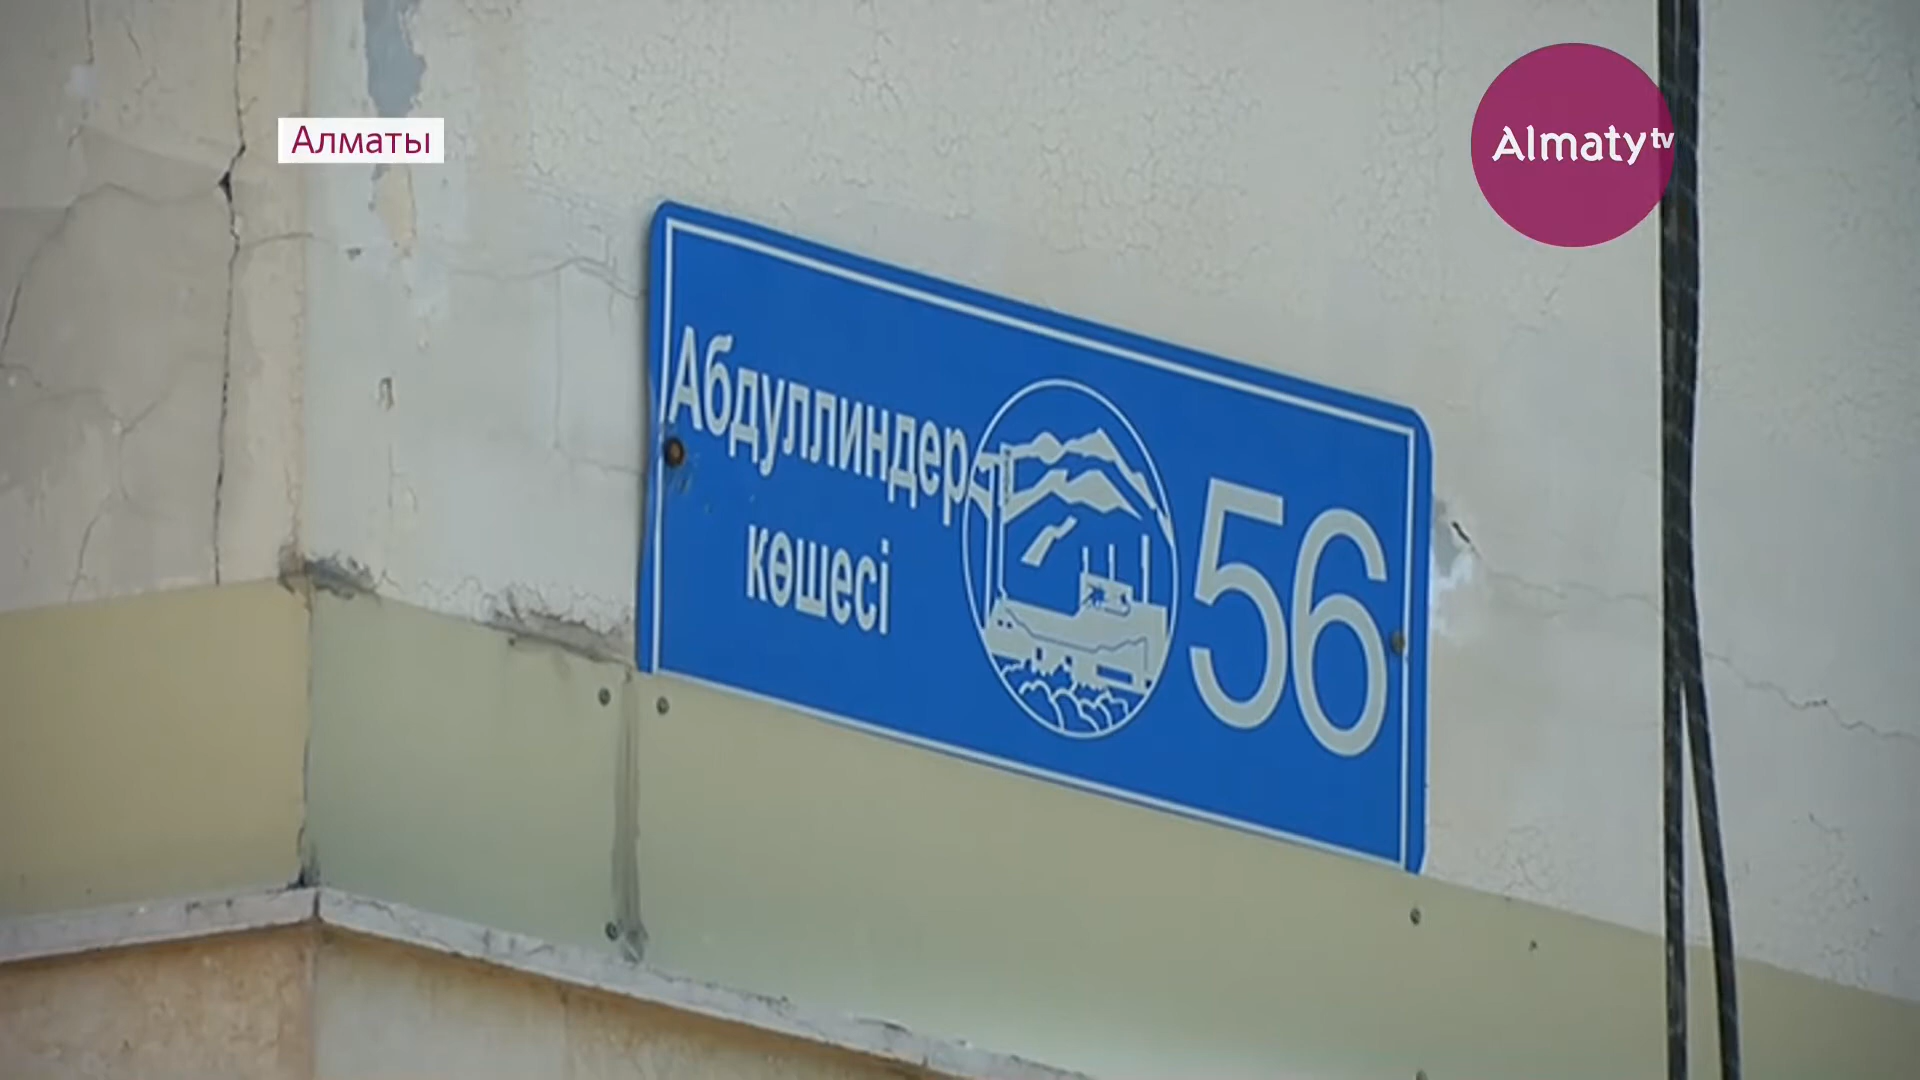 Алматы
Almaty tv
Абдуллиндер
көшесі
56